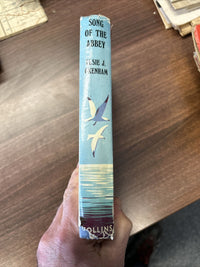 SONG
OF THE
ABBEY
ELSIE J.
OXENHAM
COLLINS